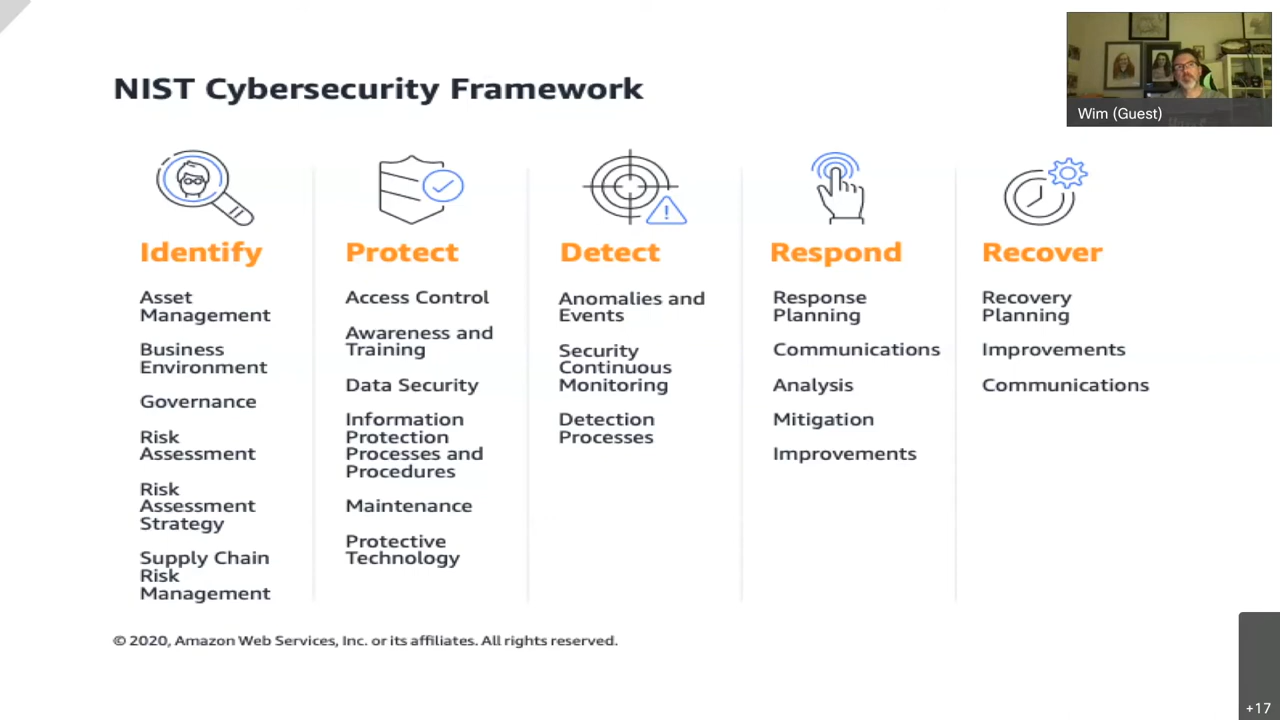 NIST Cybersecurity Framework
Wim (Guest)
Identify
Asset
Management
Business
Environment
Governance
Risk
Assessment
Risk
Assessment
Strategy
Supply Chain
Risk
Management
Protect
Access Control
Awareness and
Training
Data Security
Information
Protection
Processes and
Procedures
Maintenance
Protective
Technology
Detect
Anomalies and
Events
Security
Continuous
Monitoring
Detection
Processes
Respond
Response
Planning
Communications
Analysis
Mitigation
Improvements
Recover
Recovery
Planning
Improvements
Communications
© 2020, Amazon Web Services, Inc. or its affiliates. All rights reserved.
+17